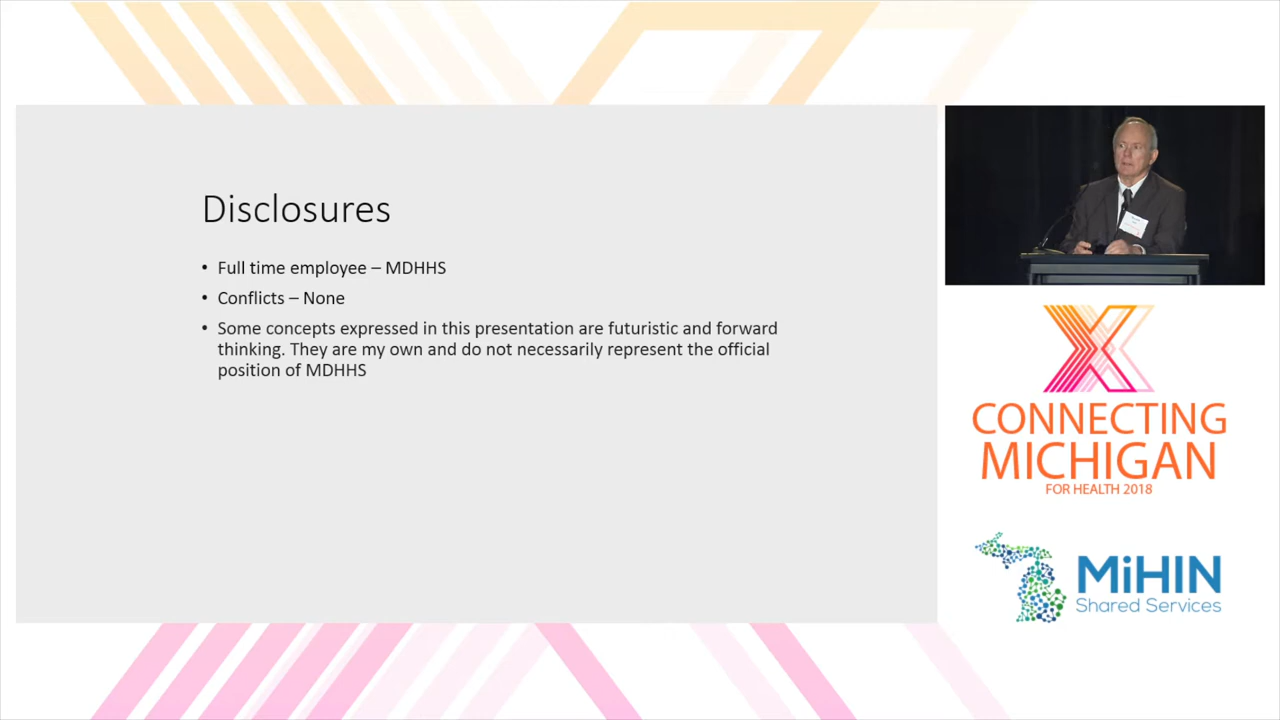 Disclosures
• Full time employee – MDHHS
• Conflicts – None
• Some concepts expressed in this presentation are futuristic and forward
thinking. They are my own and do not necessarily represent the official
position of MDHHS
X
CONNECTING
MICHIGAN
FOR HEALTH 2018
MiHIN
Shared Services